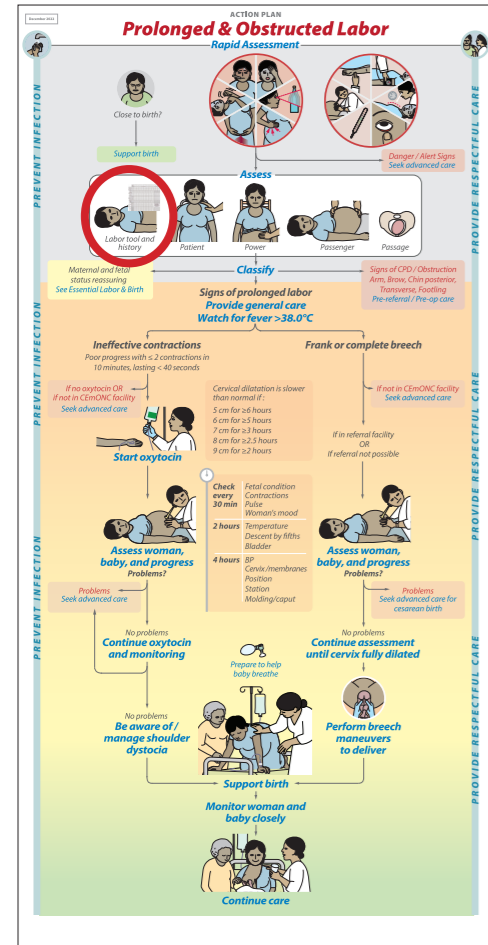 December 2022
ACTION PLAN
Prolonged & Obstructed Labor
Rapid Assessment
PREVENT INFECTION
PROVIDE RESPECTFUL CARE
Close to birth?
Support birth
Danger / Alert Signs
Seek advanced care
Assess
Labor tool and
history
Patient
Power
Passenger
Passage
Maternal and fetal
status reassuring
See Essential Labor & Birth
Classify
Signs of CPD / Obstruction
Arm, Brow, Chin posterior,
Transverse, Footling
Pre-referral / Pre-op care
Signs of prolonged labor
Provide general care
Watch for fever >38.0°C
Ineffective contractions
Poor progress with ≤ 2 contractions in
10 minutes, lasting < 40 seconds
Frank or complete breech
If no oxytocin OR
if not in CEmONC facility
Seek advanced care
Cervical dilatation is slower
than normal if :
5 cm for ≥6 hours
6 cm for ≥5 hours
7 cm for ≥3 hours
8 cm for ≥2.5 hours
9 cm for ≥2 hours
If not in CEmONC facility
Seek advanced care
Start oxytocin
If in referral facility
OR
If referral not possible
Check every 30 min
Fetal condition
Contractions
Pulse
Woman's mood
2 hours
Temperature
Descent by fifths
Bladder
4 hours
BP
Cervix/membranes
Position
Station
Molding/caput
PROVIDE RESPECTFUL CARE
Assess woman,
baby, and progress
Problems?
Assess woman,
baby, and progress
Problems?
PREVENT INFECTION
Problems
Seek advanced care
Problems
Seek advanced care for
cesarean birth
No problems
Continue oxytocin
and monitoring
Prepare to help
baby breathe
No problems
Continue assessment
until cervix fully dilated
PROVIDE RESPECTFUL CARE
No problems
Be aware of /
manage shoulder
dystocia
Perform breech
maneuvers
to deliver
Support birth
Monitor woman and
baby closely
Continue care